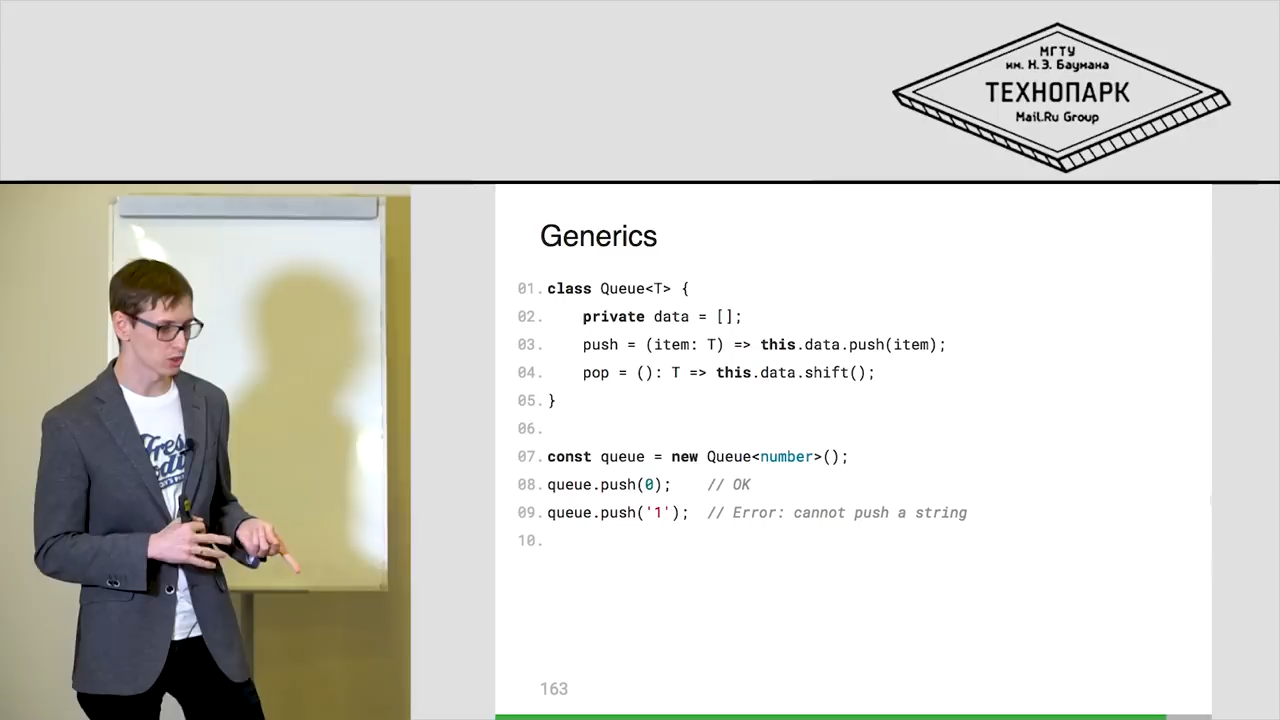 МГТУ
им. Н.Э. Баумана
ТЕХНОПАРК
Mail.Ru Group
Generics
01. class Queue<T> {
02. private data = [];
03. push = (item: T) => this.data.push(item);
04. pop = (): T => this.data.shift();
05. }
06.
07. const queue = new Queue<number>();
08. queue.push(0); // OK
09. queue.push('1'); // Error: cannot push a string
10.
163